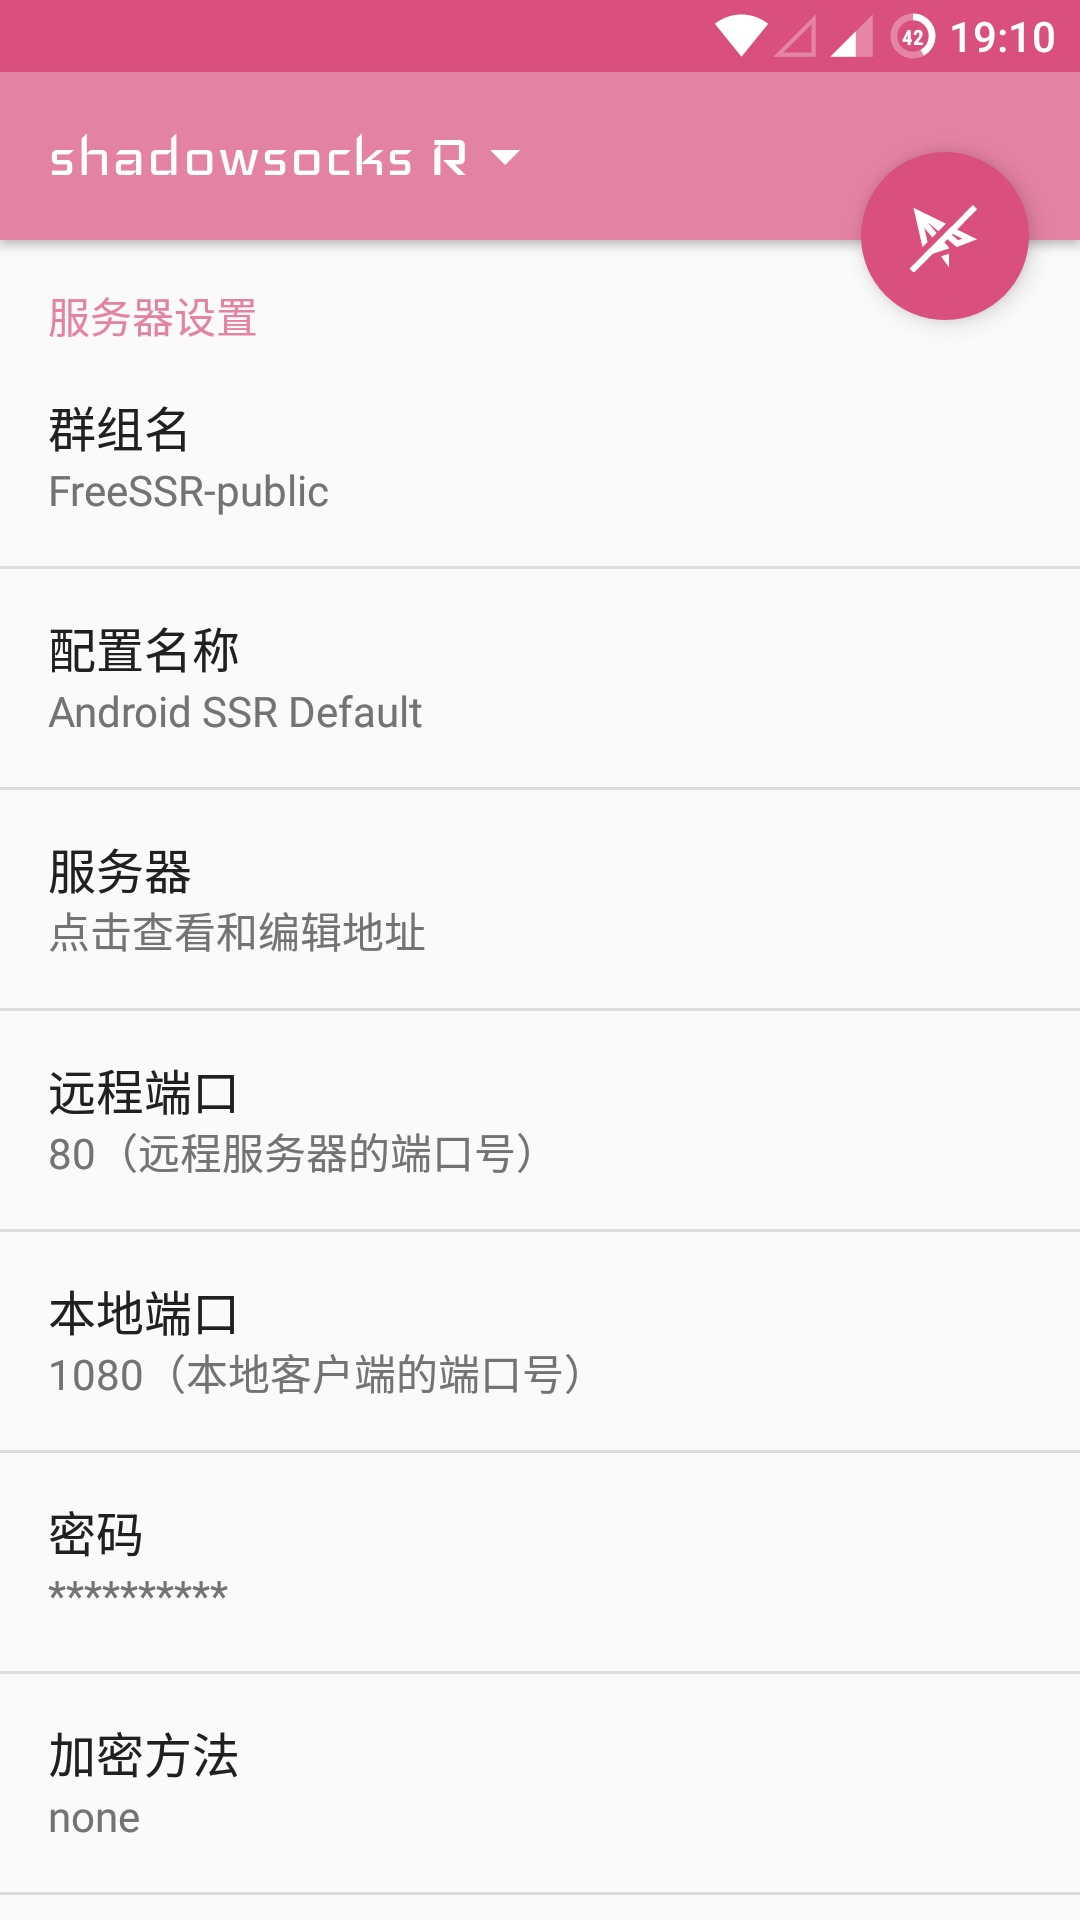 42 19:10
shadowsocks R
服务器设置
群组名
FreeSSR-public
配置名称
Android SSR Default
服务器
点击查看和编辑地址
远程端口
80（远程服务器的端口号）
本地端口
1080（本地客户端的端口号）
密码
**********
加密方法
none